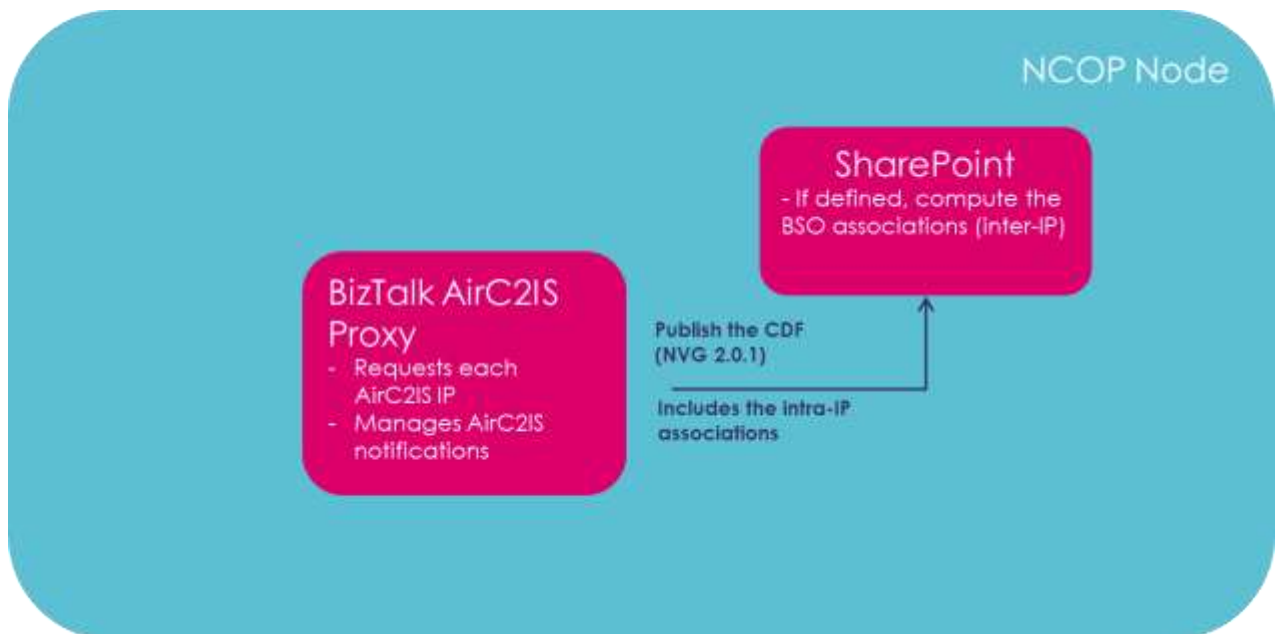 NCOP Node
SharePoint
- If defined, compute the
BSO associations (inter-IP)
BizTalk AirC2IS
Proxy
- Requests each
AirC2IS IP
- Manages AirC2IS
notifications
Publish the CDF
(NVG 2.0.1)
Includes the intra-IP
associations